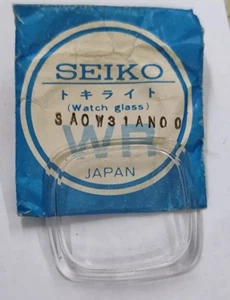 SEIKO
トキライト
(Watch glass)
SA0W31AN00
WR
JAPAN